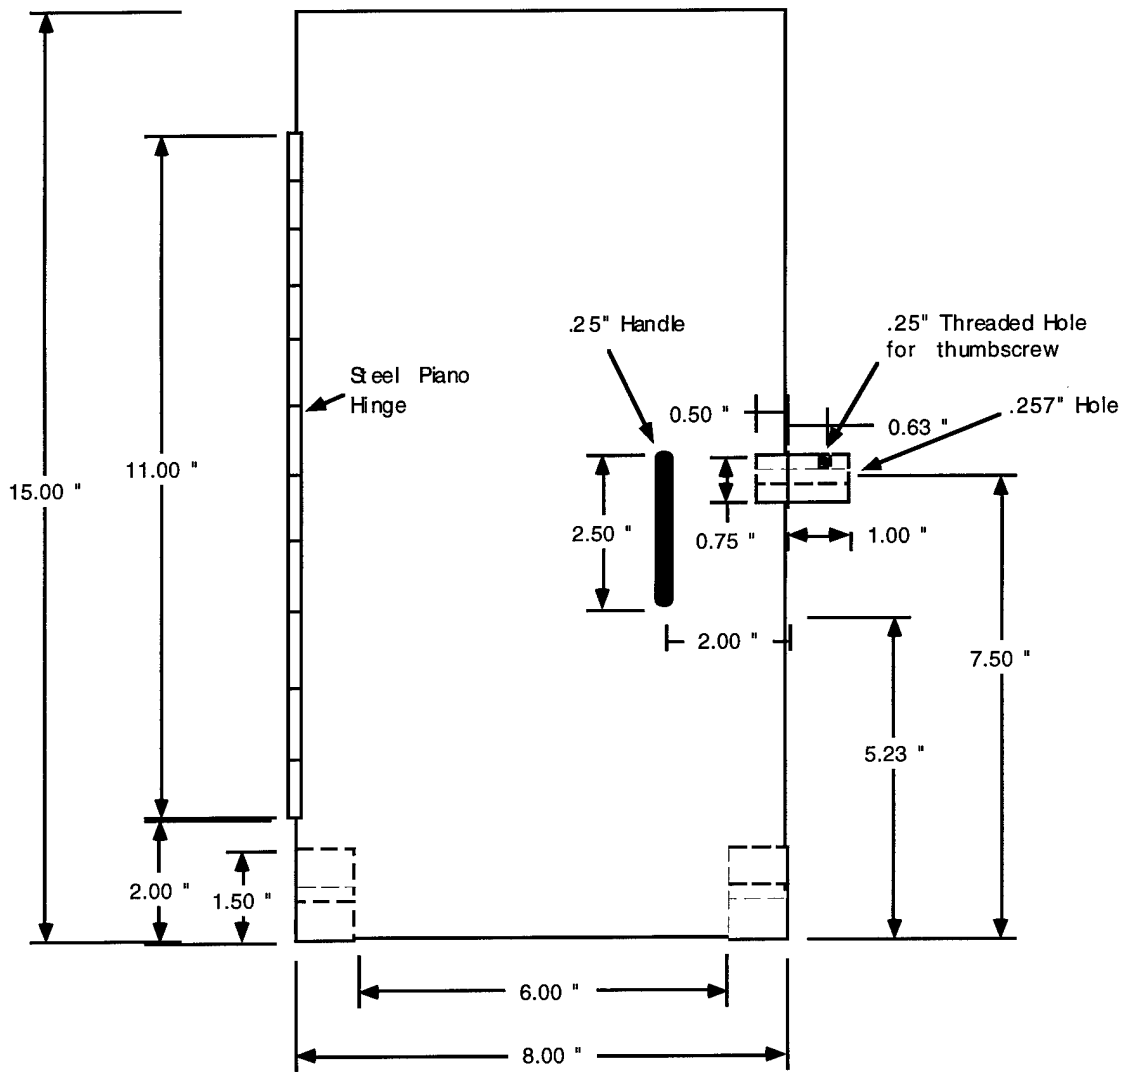 .25" Handle
.25" Threaded Hole
for thumbscrew
Steel Piano
Hinge
0.50 "
.257" Hole
0.63 "
11.00 "
15.00 "
2.50 "
0.75 "
1.00 "
2.00 "
7.50 "
5.23 "
2.00 "
1.50 "
6.00 "
8.00 "